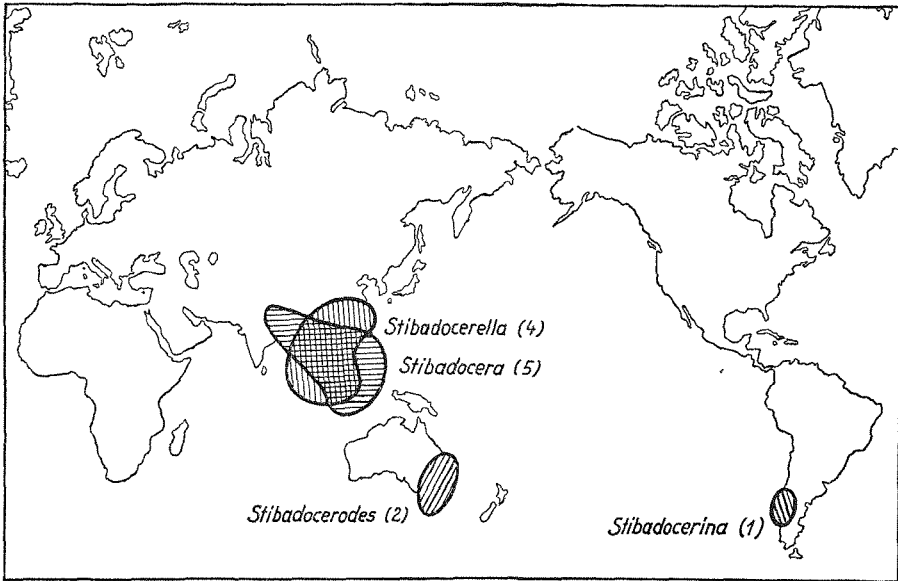 Stibadocerella (4)
Stibadocera (5)
Stibadocerodes (2)
Stibadocerina (1)